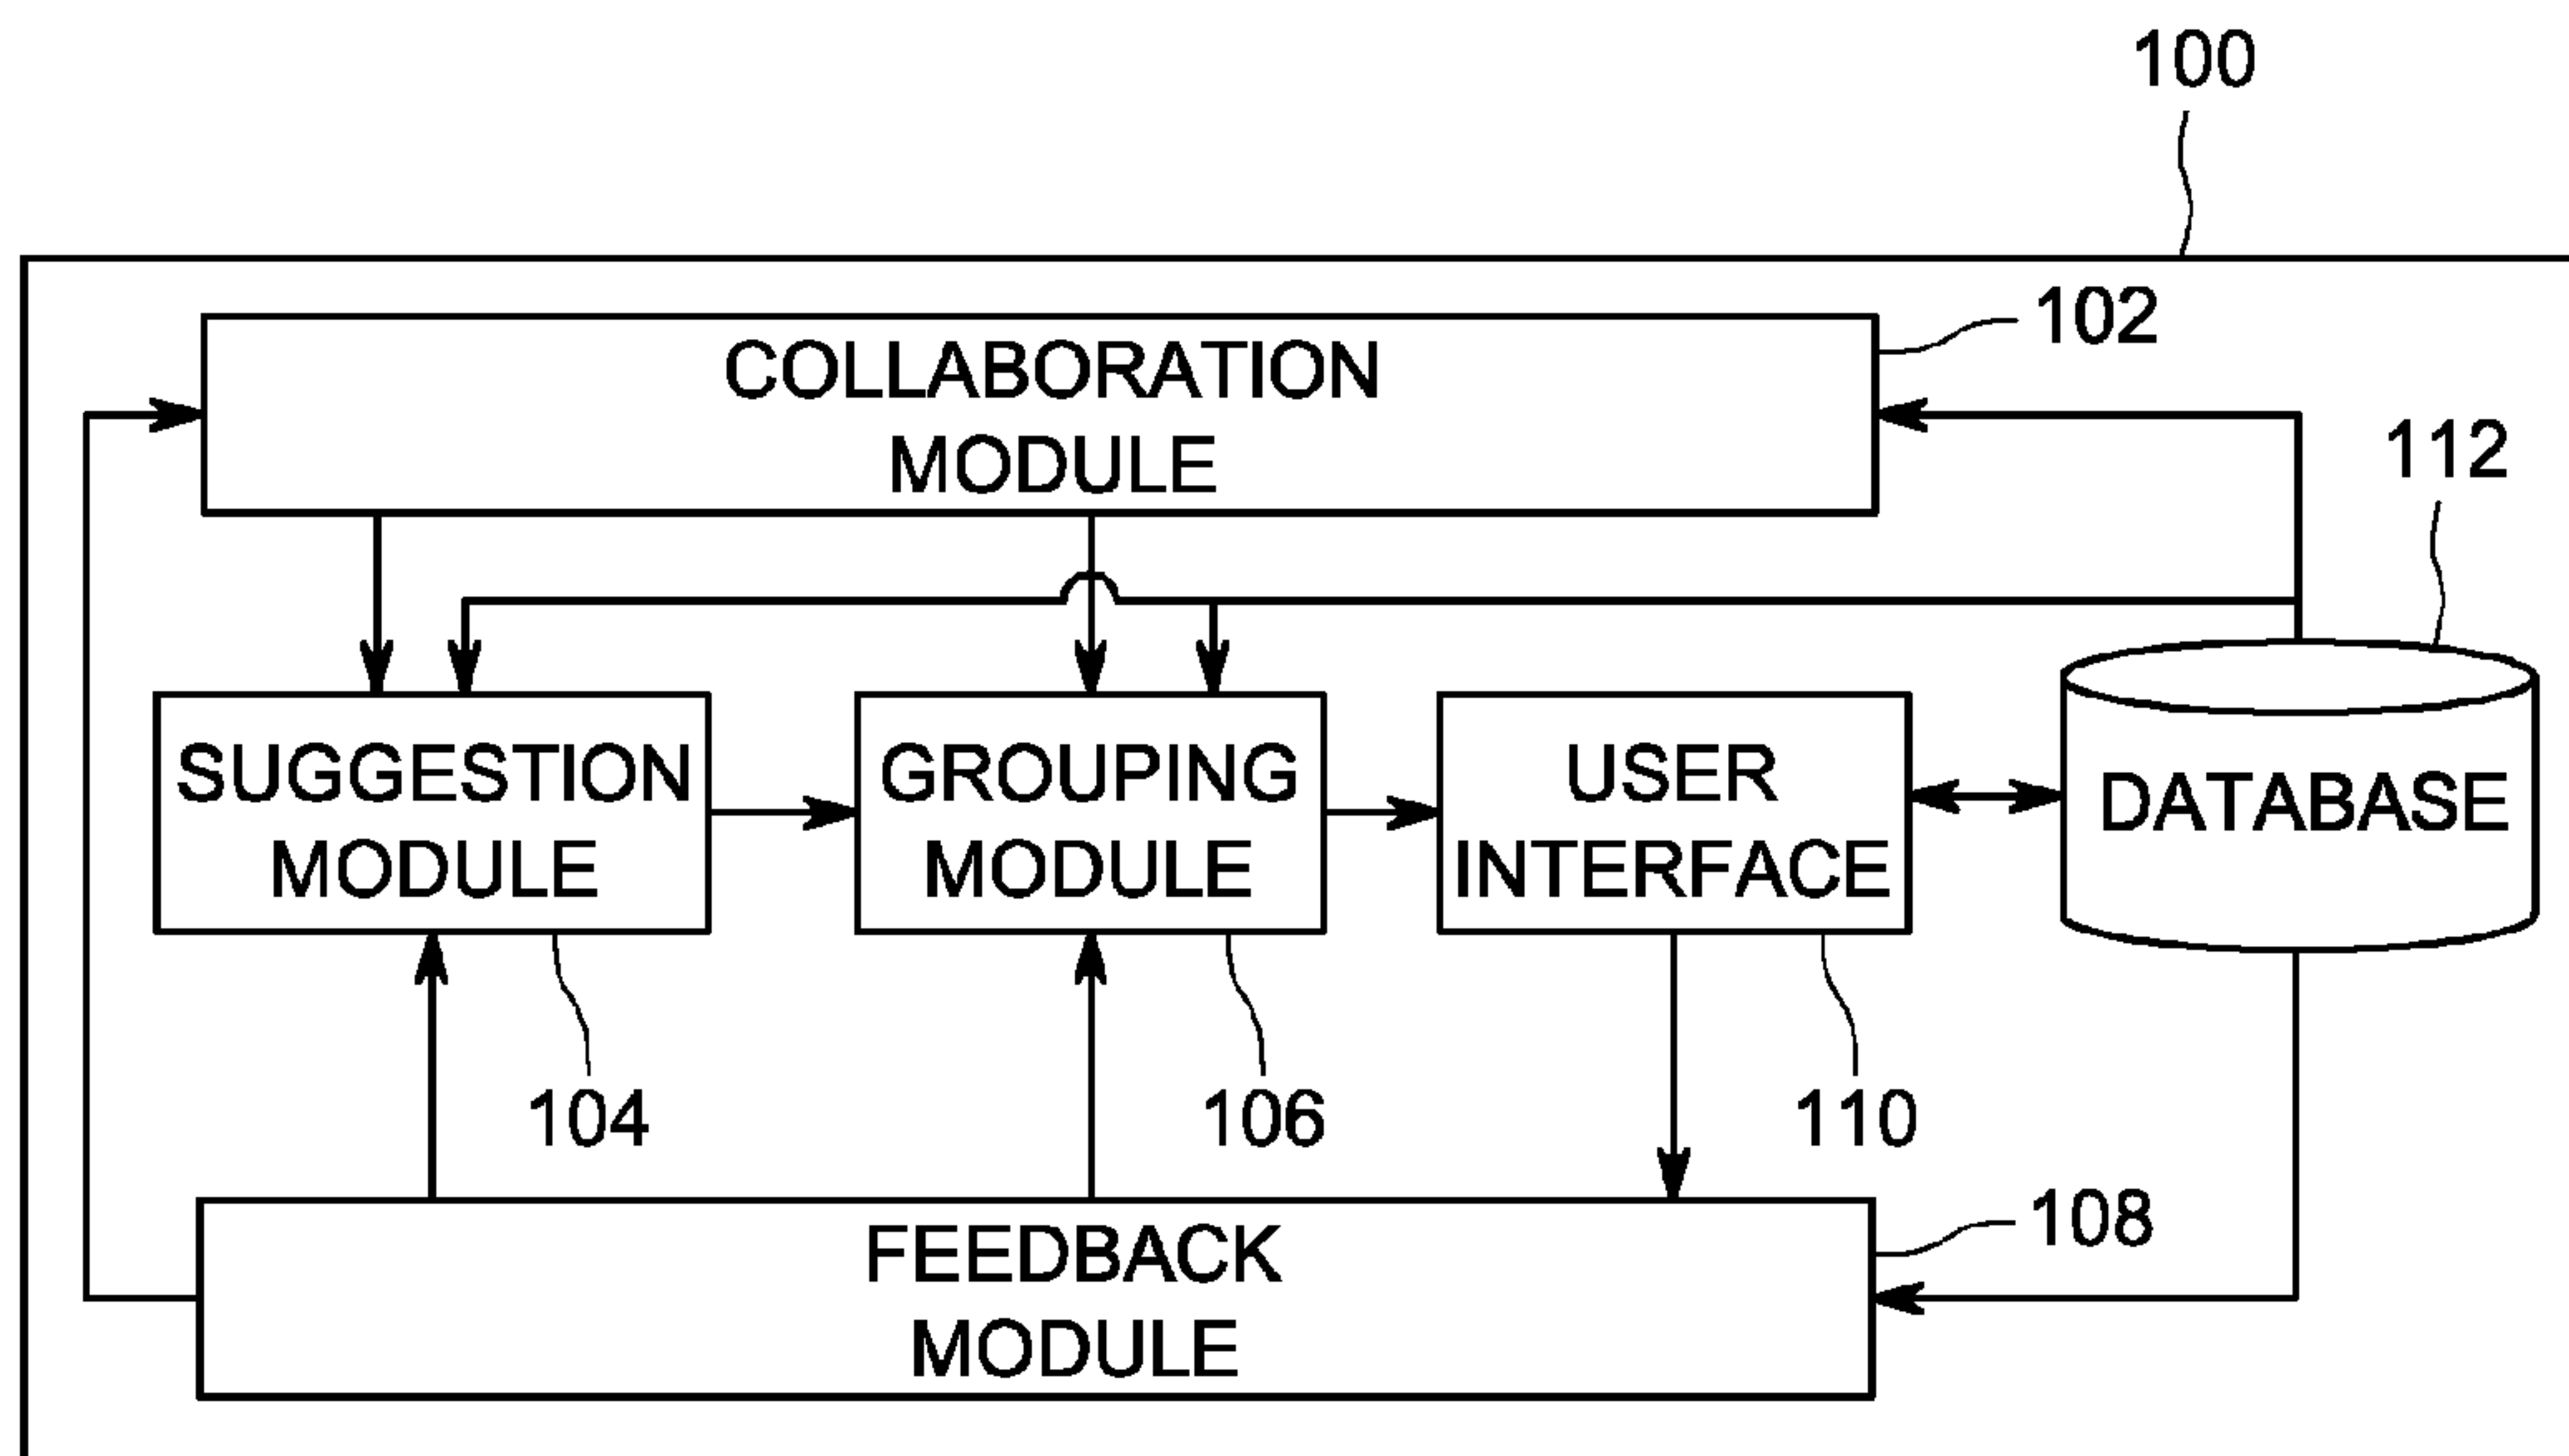 100
102
COLLABORATION
MODULE
112
SUGGESTION
MODULE
GROUPING
MODULE
USER
INTERFACE
DATABASE
104
106
110
108
FEEDBACK
MODULE